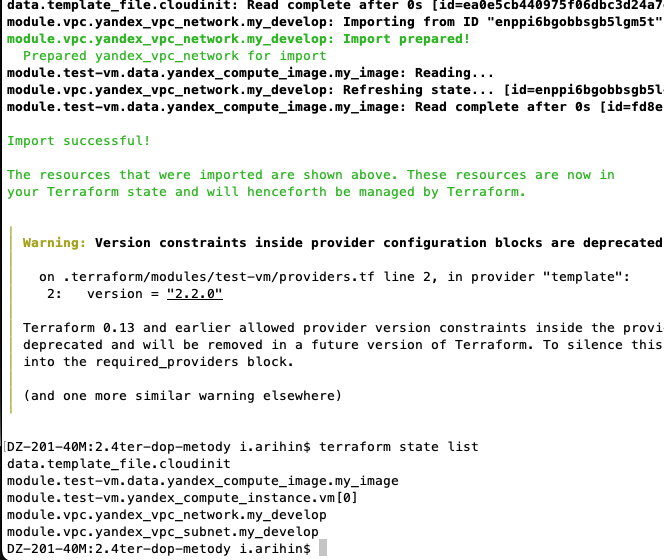 data.template_file.cloudinit: Read complete after 0s [id=ea0e5cb440975f06dbc3d24a7
module.vpc.yandex_vpc_network.my_develop: Importing from ID "enppi6bgobbsgb5lgm5t"
module.vpc.yandex_vpc_network.my_develop: Import prepared!
  Prepared yandex_vpc_network for import
module.test-vm.data.yandex_compute_image.my_image: Reading...
module.vpc.yandex_vpc_network.my_develop: Refreshing state... [id=enppi6bgobbsgb5l
module.test-vm.data.yandex_compute_image.my_image: Read complete after 0s [id=fd8e
Import successful!
The resources that were imported are shown above. These resources are now in
your Terraform state and will henceforth be managed by Terraform.
Warning: Version constraints inside provider configuration blocks are deprecated
on .terraform/modules/test-vm/providers.tf line 2, in provider "template":
2:   version = "2.2.0"
Terraform 0.13 and earlier allowed provider version constraints inside the provi
deprecated and will be removed in a future version of Terraform. To silence this
into the required_providers block.
(and one more similar warning elsewhere)
[DZ-201-40M:2.4ter-dop-metody i.arihin$ terraform state list
data.template_file.cloudinit
module.test-vm.data.yandex_compute_image.my_image
module.test-vm.yandex_compute_instance.vm[0]
module.vpc.yandex_vpc_network.my_develop
module.vpc.yandex_vpc_subnet.my_develop
DZ-201-40M:2.4ter-dop-metody i.arihin$